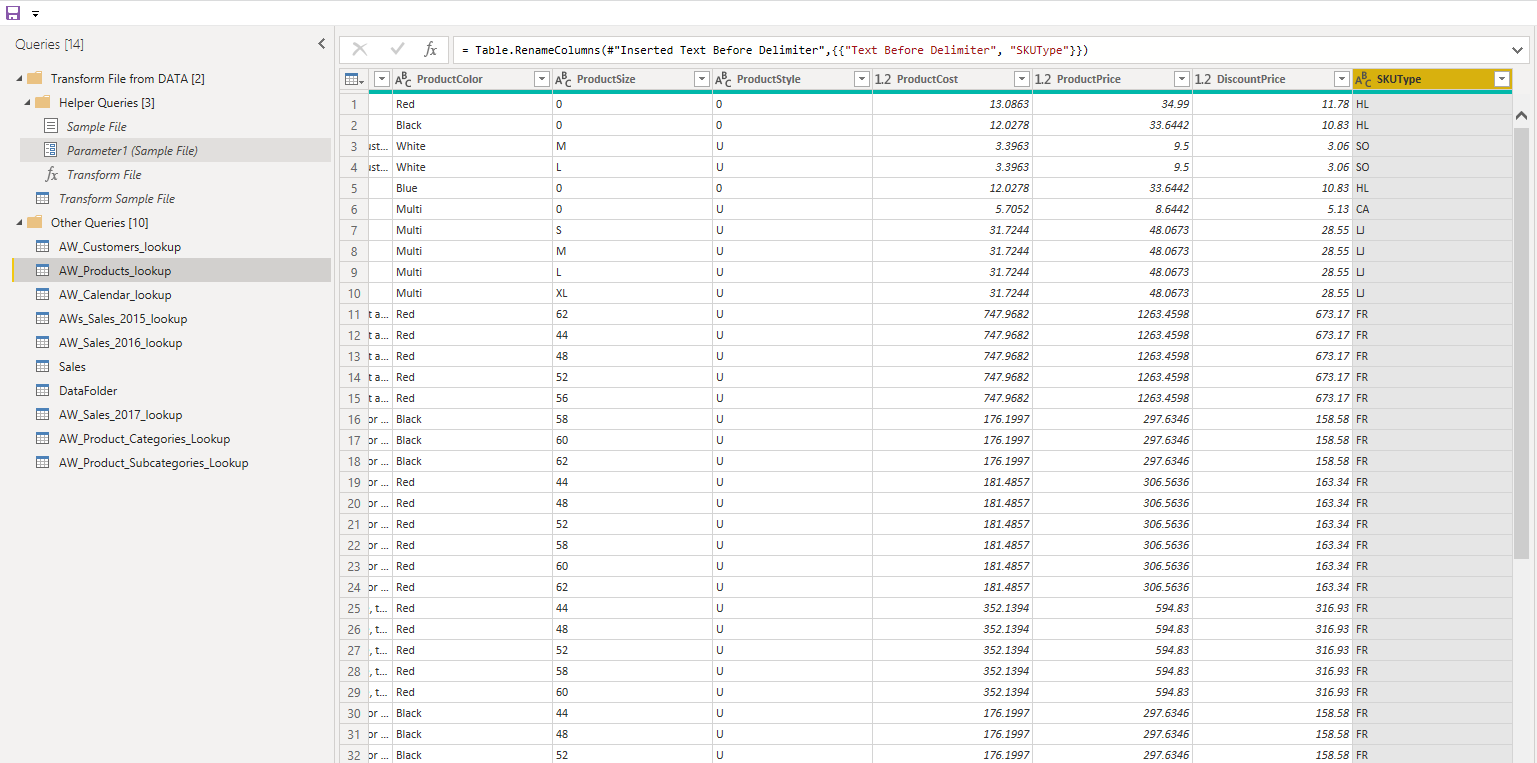 Queries [14]
Transform File from DATA [2]
Helper Queries [3]
Sample File
Parameter1 (Sample File)
Transform File
Transform Sample File
Other Queries [10]
AW_Customers_lookup
AW_Products_lookup
AW_Calendar_lookup
AWs_Sales_2015_lookup
AW_Sales_2016_lookup
Sales
DataFolder
AW_Sales_2017_lookup
AW_Product_Categories_Lookup
AW_Product_Subcategories_Lookup
fx = Table.RenameColumns(#"Inserted Text Before Delimiter",{{"Text Before Delimiter", "SKUType"}})
ABC ProductColor ABC ProductSize ABC ProductStyle 1.2 ProductCost 1.2 ProductPrice 1.2 DiscountPrice ABC SKUType
1 Red 0 0 13.0863 34.99 11.78 HL
2 Black 0 0 12.0278 33.6442 10.83 HL
3 ust... White M U 3.3963 9.5 3.06 SO
4 ust... White L U 3.3963 9.5 3.06 SO
5 Blue 0 0 12.0278 33.6442 10.83 HL
6 Multi 0 U 5.7052 8.6442 5.13 CA
7 Multi S U 31.7244 48.0673 28.55 LJ
8 Multi M U 31.7244 48.0673 28.55 LJ
9 Multi L U 31.7244 48.0673 28.55 LJ
10 Multi XL U 31.7244 48.0673 28.55 LJ
11 t a... Red 62 U 747.9682 1263.4598 673.17 FR
12 t a... Red 44 U 747.9682 1263.4598 673.17 FR
13 t a... Red 48 U 747.9682 1263.4598 673.17 FR
14 t a... Red 52 U 747.9682 1263.4598 673.17 FR
15 t a... Red 56 U 747.9682 1263.4598 673.17 FR
16 or ... Black 58 U 176.1997 297.6346 158.58 FR
17 or ... Black 60 U 176.1997 297.6346 158.58 FR
18 or ... Black 62 U 176.1997 297.6346 158.58 FR
19 or ... Red 44 U 181.4857 306.5636 163.34 FR
20 or ... Red 48 U 181.4857 306.5636 163.34 FR
21 or ... Red 52 U 181.4857 306.5636 163.34 FR
22 or ... Red 58 U 181.4857 306.5636 163.34 FR
23 or ... Red 60 U 181.4857 306.5636 163.34 FR
24 or ... Red 62 U 181.4857 306.5636 163.34 FR
25 , t... Red 44 U 352.1394 594.83 316.93 FR
26 , t... Red 48 U 352.1394 594.83 316.93 FR
27 , t... Red 52 U 352.1394 594.83 316.93 FR
28 , t... Red 58 U 352.1394 594.83 316.93 FR
29 , t... Red 60 U 352.1394 594.83 316.93 FR
30 or ... Black 44 U 176.1997 297.6346 158.58 FR
31 or ... Black 48 U 176.1997 297.6346 158.58 FR
32 or ... Black 52 U 176.1997 297.6346 158.58 FR